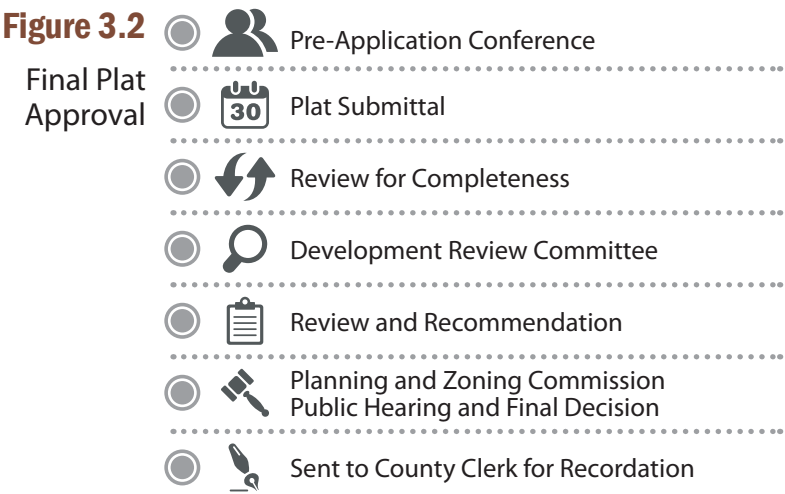 Figure 3.2
Final Plat
Approval
Pre-Application Conference
30
Plat Submittal
Review for Completeness
Development Review Committee
Review and Recommendation
Planning and Zoning Commission
Public Hearing and Final Decision
Sent to County Clerk for Recordation